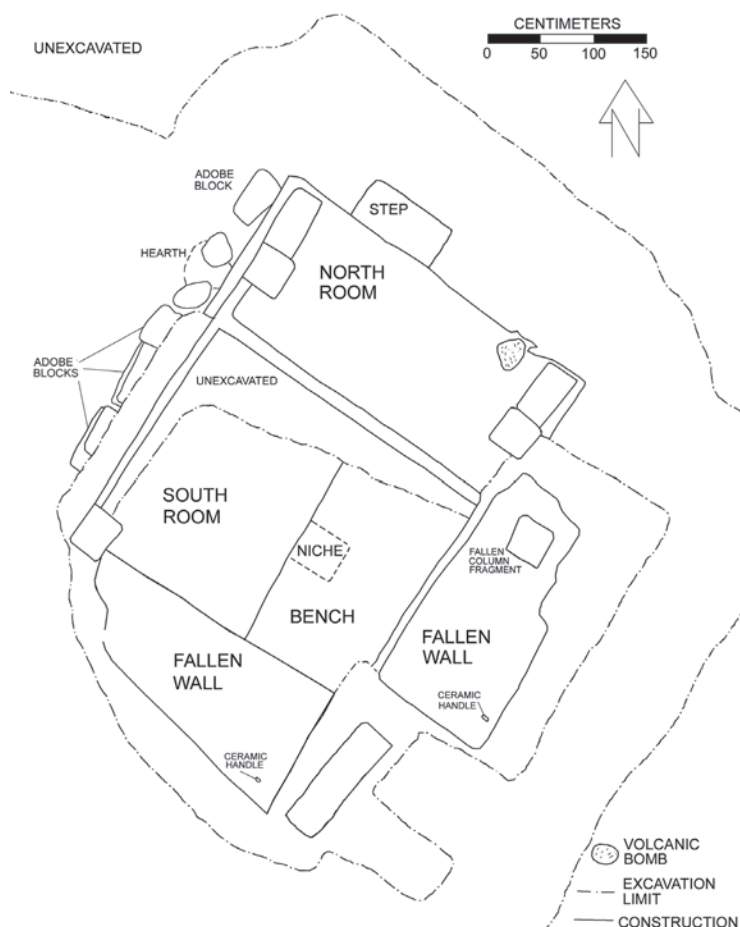 CENTIMETERS
0 50 100 150
UNEXCAVATED
N
ADOBE
BLOCK
STEP
HEARTH
NORTH
ROOM
ADOBE
BLOCKS
UNEXCAVATED
SOUTH
ROOM
NICHE
FALLEN
COLUMN
FRAGMENT
BENCH
FALLEN
WALL
FALLEN
WALL
CERAMIC
HANDLE
CERAMIC
HANDLE
VOLCANIC
BOMB
EXCAVATION
LIMIT
CONSTRUCTION